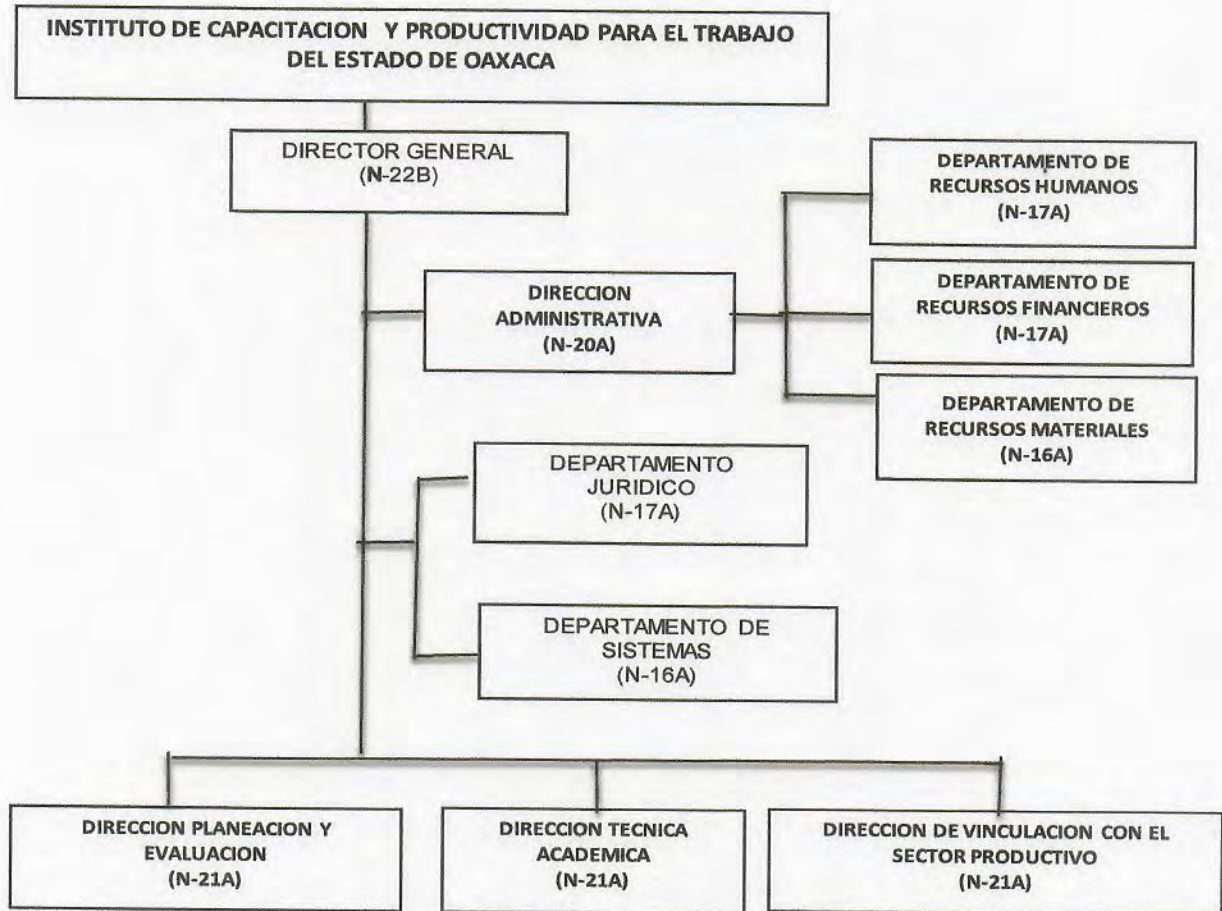 INSTITUTO DE CAPACITACION Y PRODUCTIVIDAD PARA EL TRABAJO
DEL ESTADO DE OAXACA
DIRECTOR GENERAL
(N-22B)
DEPARTAMENTO DE
RECURSOS HUMANOS
(N-17A)
DIRECCION
ADMINISTRATIVA
(N-20A)
DEPARTAMENTO DE
RECURSOS FINANCIEROS
(N-17A)
DEPARTAMENTO DE
RECURSOS MATERIALES
(N-16A)
DEPARTAMENTO
JURIDICO
(N-17A)
DEPARTAMENTO DE
SISTEMAS
(N-16A)
DIRECCION PLANEACION Y
EVALUACION
(N-21A)
DIRECCION TECNICA
ACADEMICA
(N-21A)
DIRECCION DE VINCULACION CON EL
SECTOR PRODUCTIVO
(N-21A)